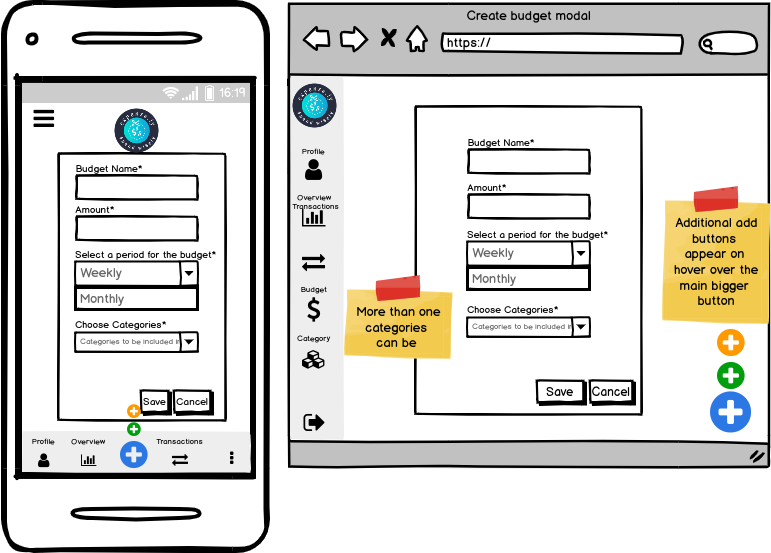 16:19
Budget Name*
Amount*
Select a period for the budget*
Weekly
Monthly
Choose Categories*
Categories to be included in
Save
Cancel
Profile
Overview
Transactions
Create budget modal
https://
Profile
Overview
Transactions
Budget
Category
Budget Name*
Amount*
Select a period for the budget*
Weekly
Monthly
Choose Categories*
Categories to be included in
Save
Cancel
More than one
categories
can be
Additional add
buttons
appear on
hover over the
main bigger
button